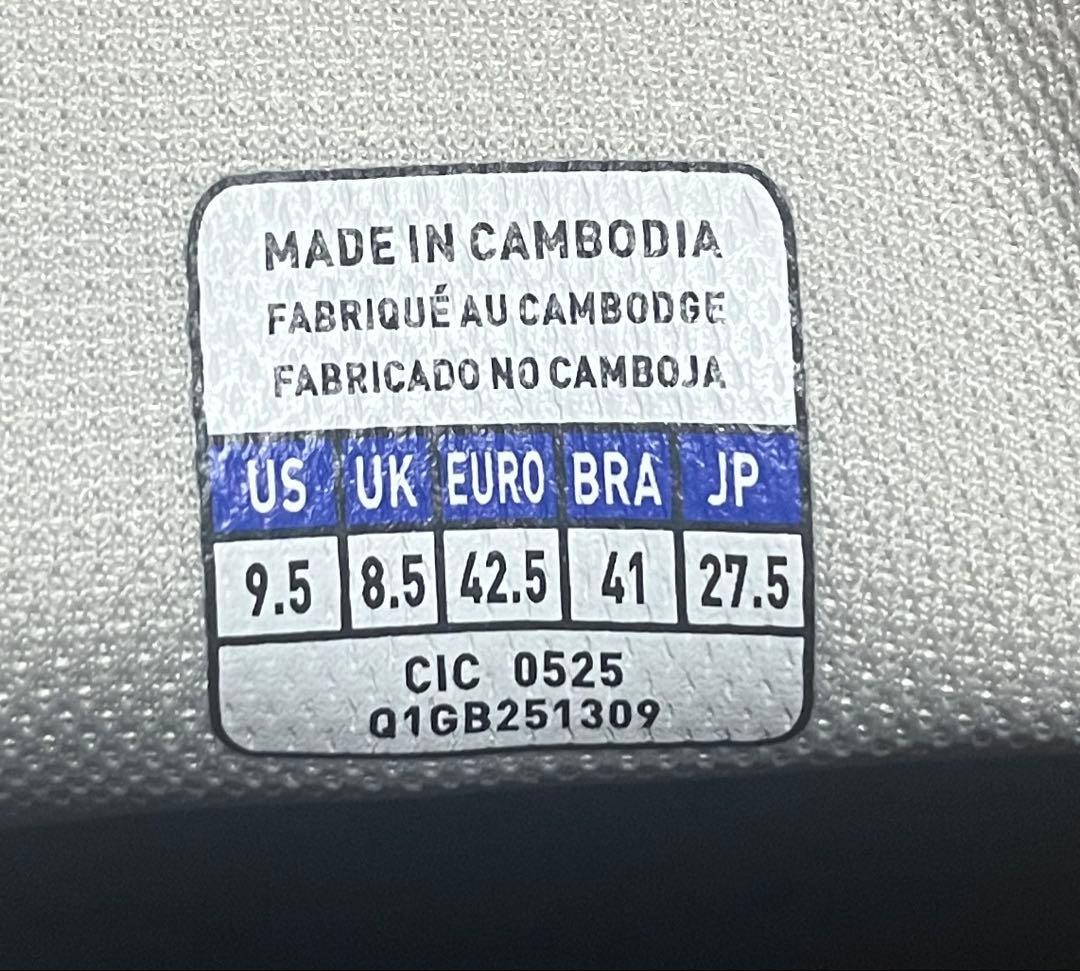 MADE IN CAMBODIA
FABRIQUÉ AU CAMBODGE
FABRICADO NO CAMBOJA
US UK EURO BRA JP
9.5 8.5 42.5 41 27.5
CIC 0525
Q1GB251309